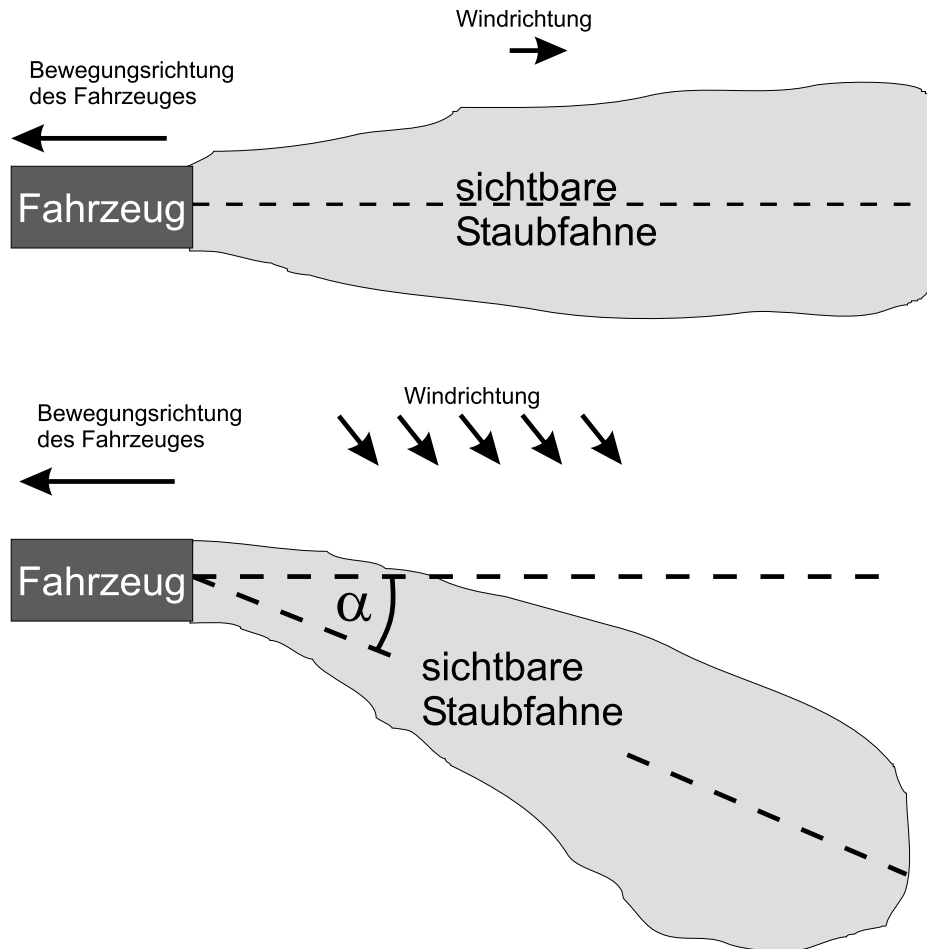 Windrichtung
Bewegungsrichtung
des Fahrzeuges
Fahrzeug
sichtbare
Staubfahne
Windrichtung
Bewegungsrichtung
des Fahrzeuges
Fahrzeug
α
sichtbare
Staubfahne